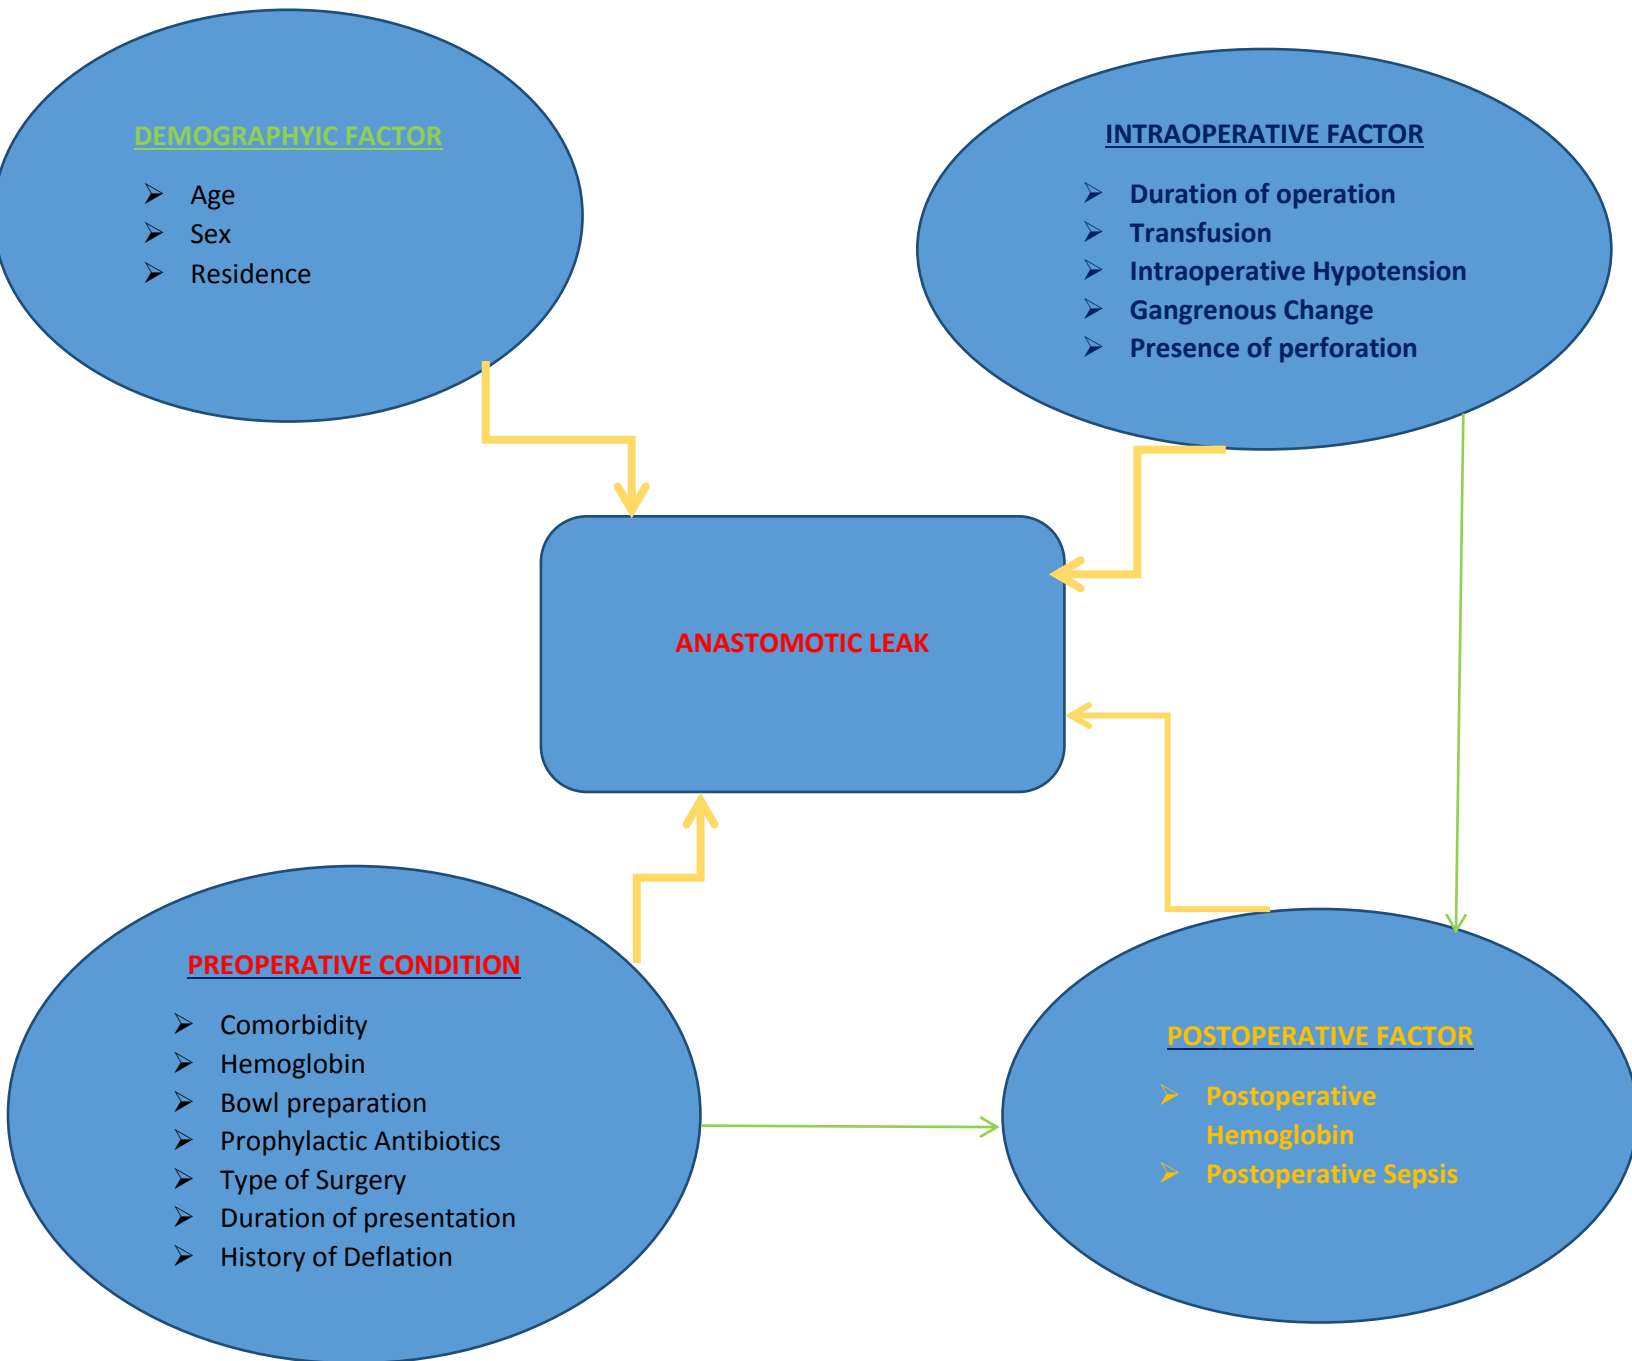 DEMOGRAPHYIC FACTOR
➢ Age
➢ Sex
➢ Residence
INTRAOPERATIVE FACTOR
➢ Duration of operation
➢ Transfusion
➢ Intraoperative Hypotension
➢ Gangrenous Change
➢ Presence of perforation
ANASTOMOTIC LEAK
PREOPERATIVE CONDITION
➢ Comorbidity
➢ Hemoglobin
➢ Bowl preparation
➢ Prophylactic Antibiotics
➢ Type of Surgery
➢ Duration of presentation
➢ History of Deflation
POSTOPERATIVE FACTOR
➢ Postoperative
Hemoglobin
➢ Postoperative Sepsis